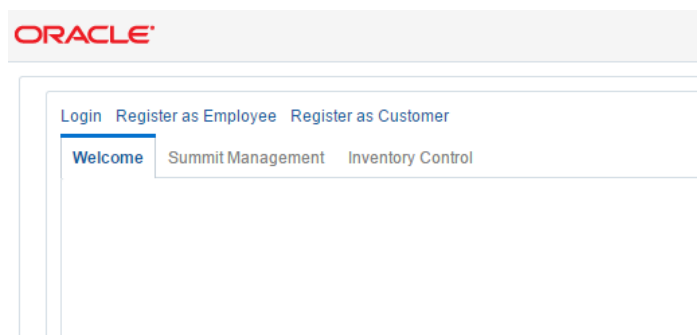 ORACLE
Login Register as Employee Register as Customer
Welcome Summit Management Inventory Control